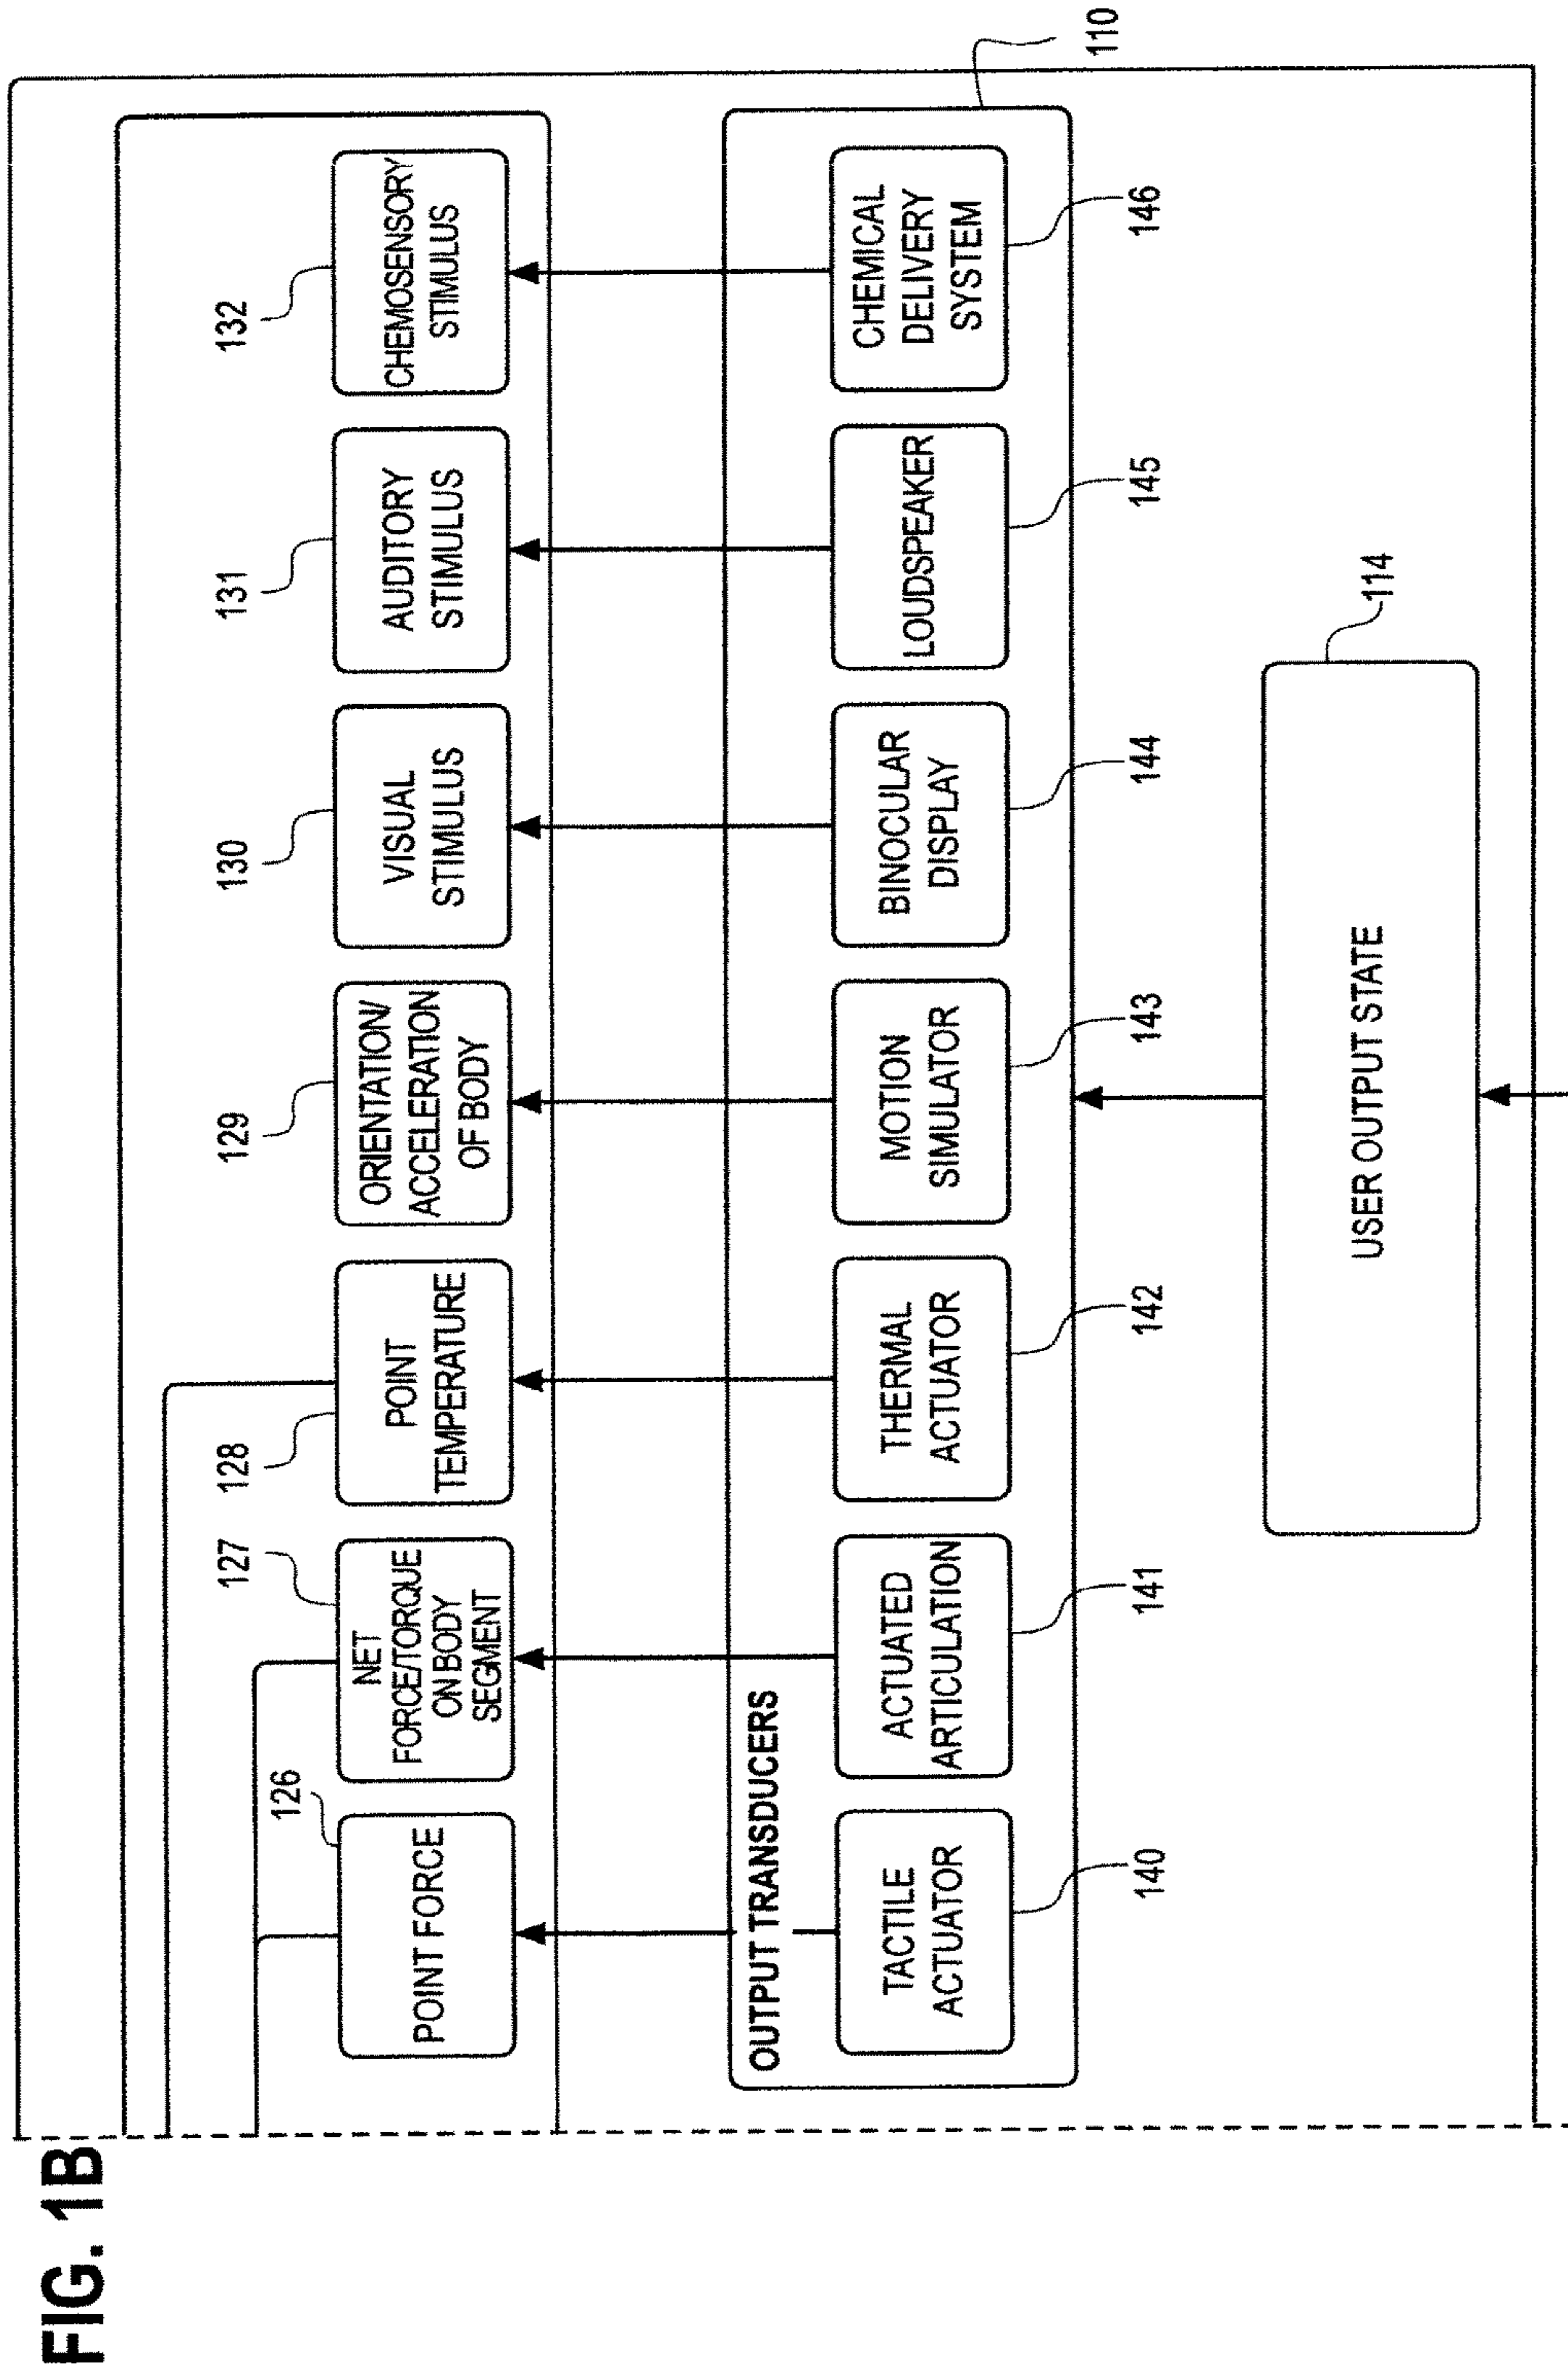 FIG. 1B
126
127
128
129
130
131
132
POINT FORCE
NET
FORCE/TORQUE
ON BODY
SEGMENT
POINT
TEMPERATURE
ORIENTATION/
ACCELERATION
OF BODY
VISUAL
STIMULUS
AUDITORY
STIMULUS
CHEMOSENSORY
STIMULUS
OUTPUT TRANSDUCERS
TACTILE
ACTUATOR
ACTUATED
ARTICULATION
THERMAL
ACTUATOR
MOTION
SIMULATOR
BINOCULAR
DISPLAY
LOUDSPEAKER
CHEMICAL
DELIVERY
SYSTEM
110
140
141
142
143
144
145
146
USER OUTPUT STATE
114